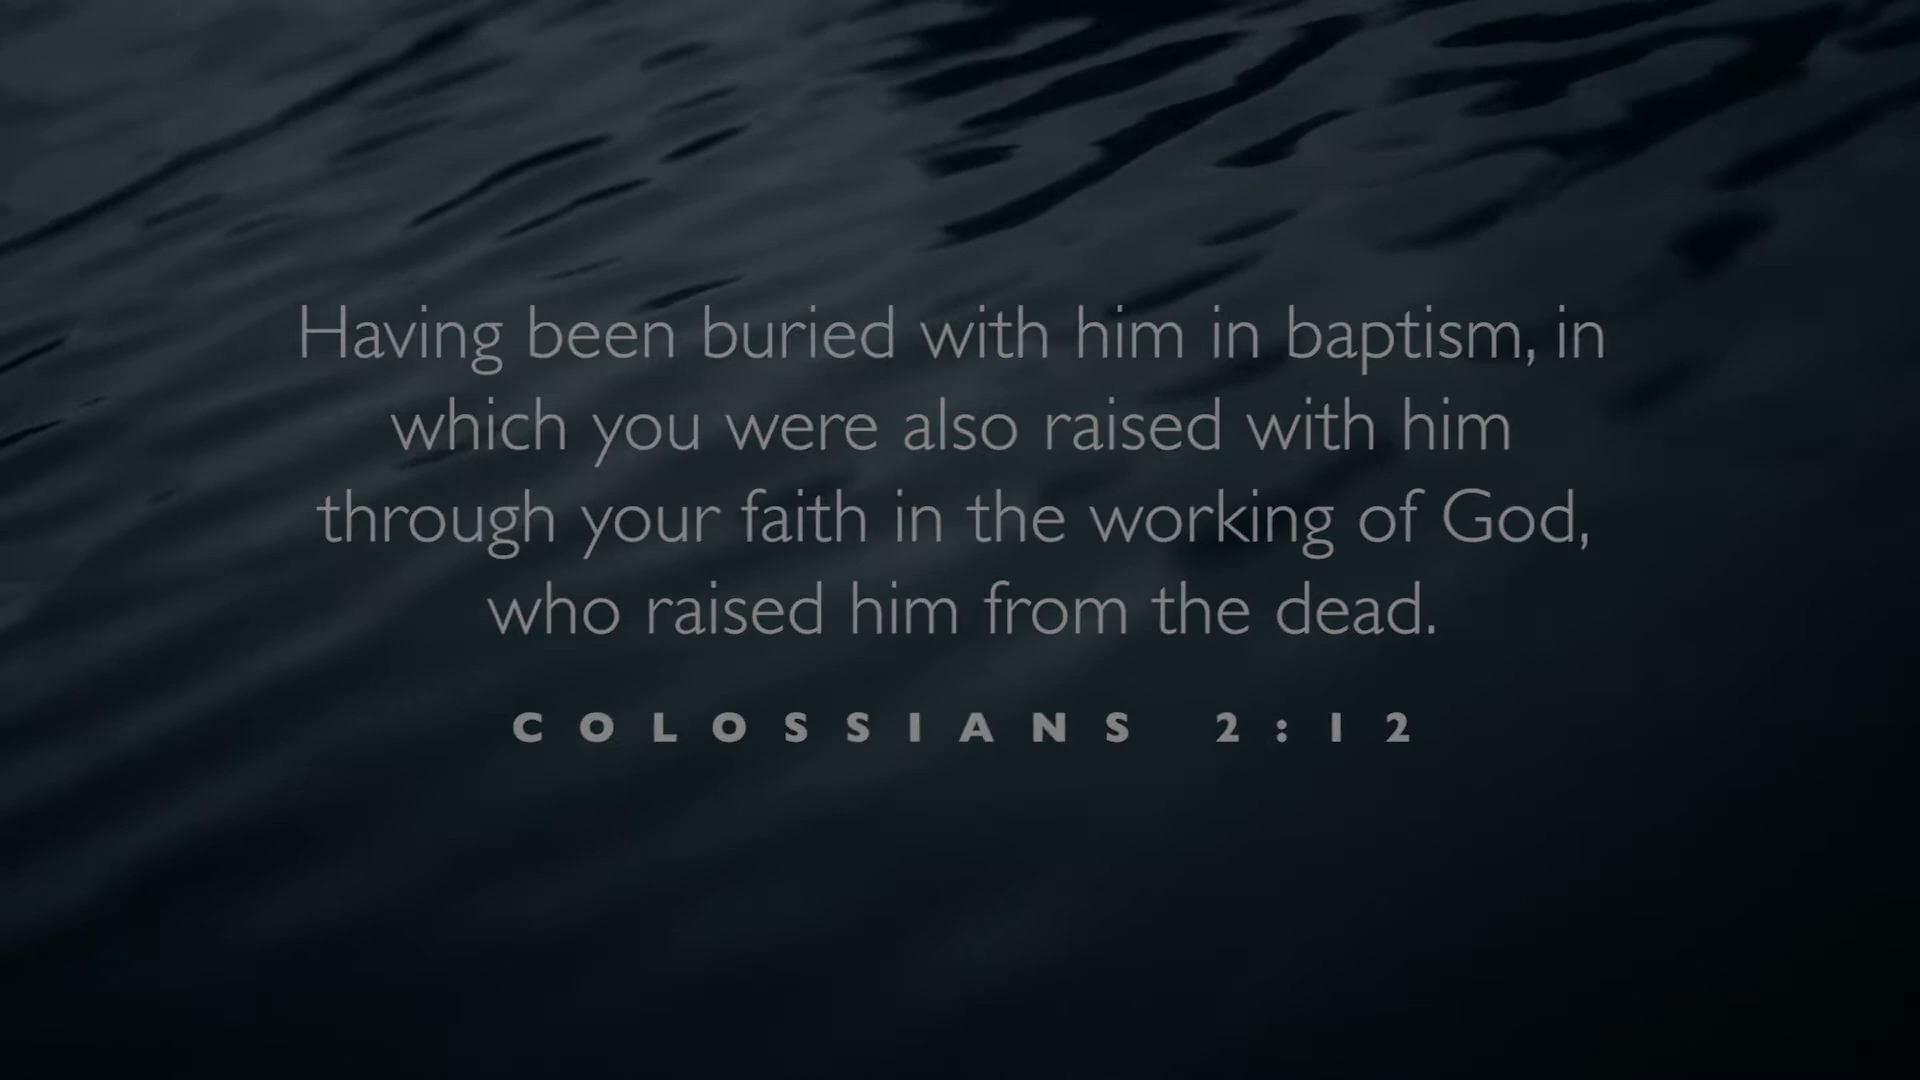 Having been buried with him in baptism, in
which you were also raised with him
through your faith in the working of God,
who raised him from the dead.
COLOSSIANS 2:12